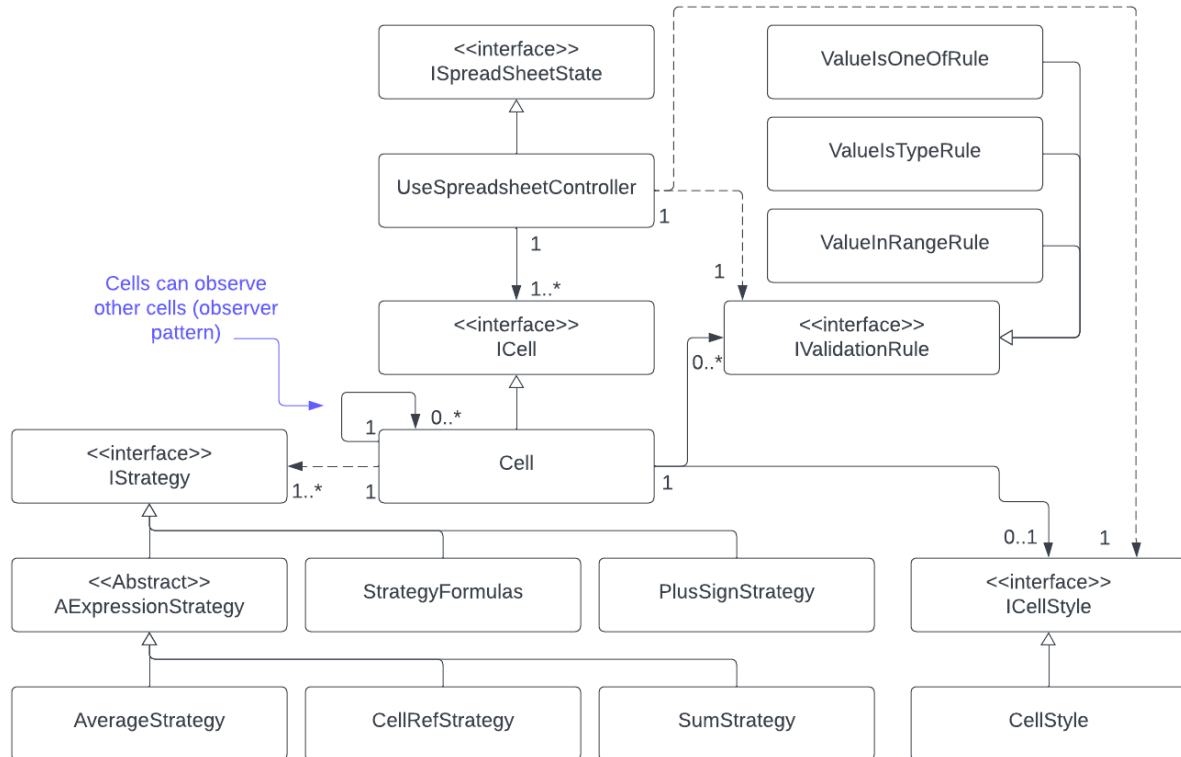 <<interface>>
ISpreadSheetState
ValueIsOneOfRule
ValueIsTypeRule
UseSpreadsheetController
1
1
ValueInRangeRule
1
1..*
Cells can observe
other cells (observer
pattern)
<<interface>>
ICell
<<interface>>
IValidationRule
0..*
0..*
1
<<interface>>
IStrategy
Cell
1..*
1
1
0..1
1
<<Abstract>>
AExpressionStrategy
StrategyFormulas
PlusSignStrategy
<<interface>>
ICellStyle
AverageStrategy
CellRefStrategy
SumStrategy
CellStyle